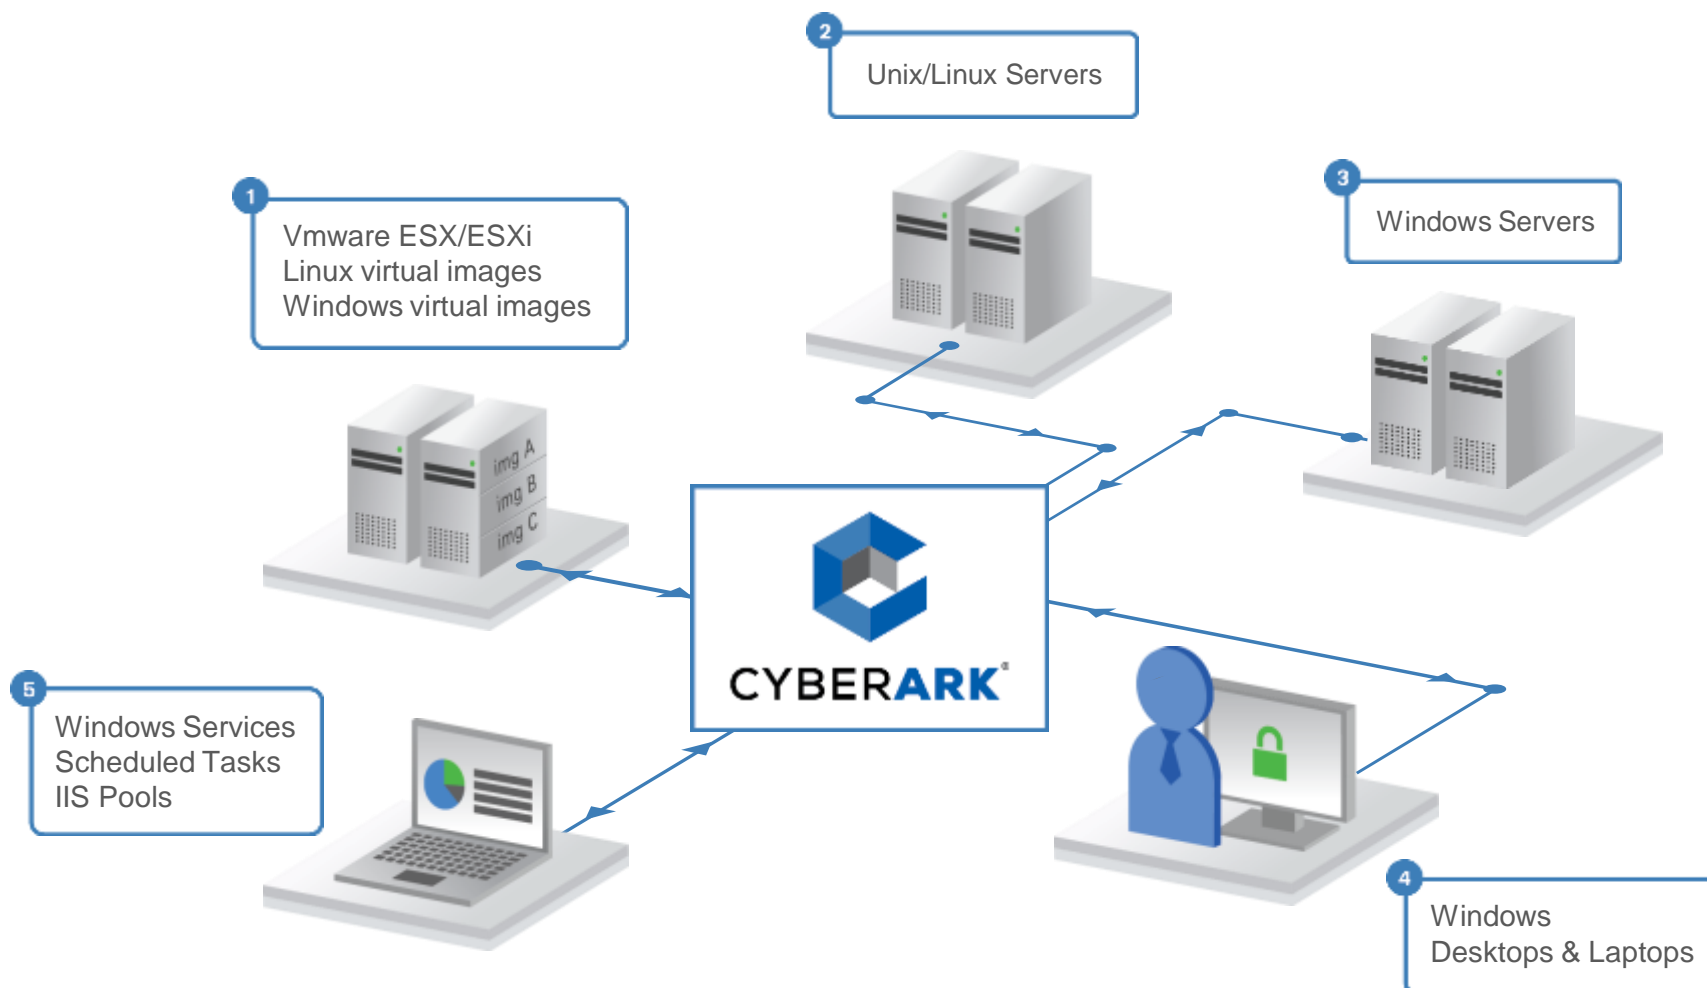 2
Unix/Linux Servers
1
Vmware ESX/ESXi
Linux virtual images
Windows virtual images
3
Windows Servers
img A
img B
img C
CYBERARK®
5
Windows Services
Scheduled Tasks
IIS Pools
4
Windows
Desktops & Laptops